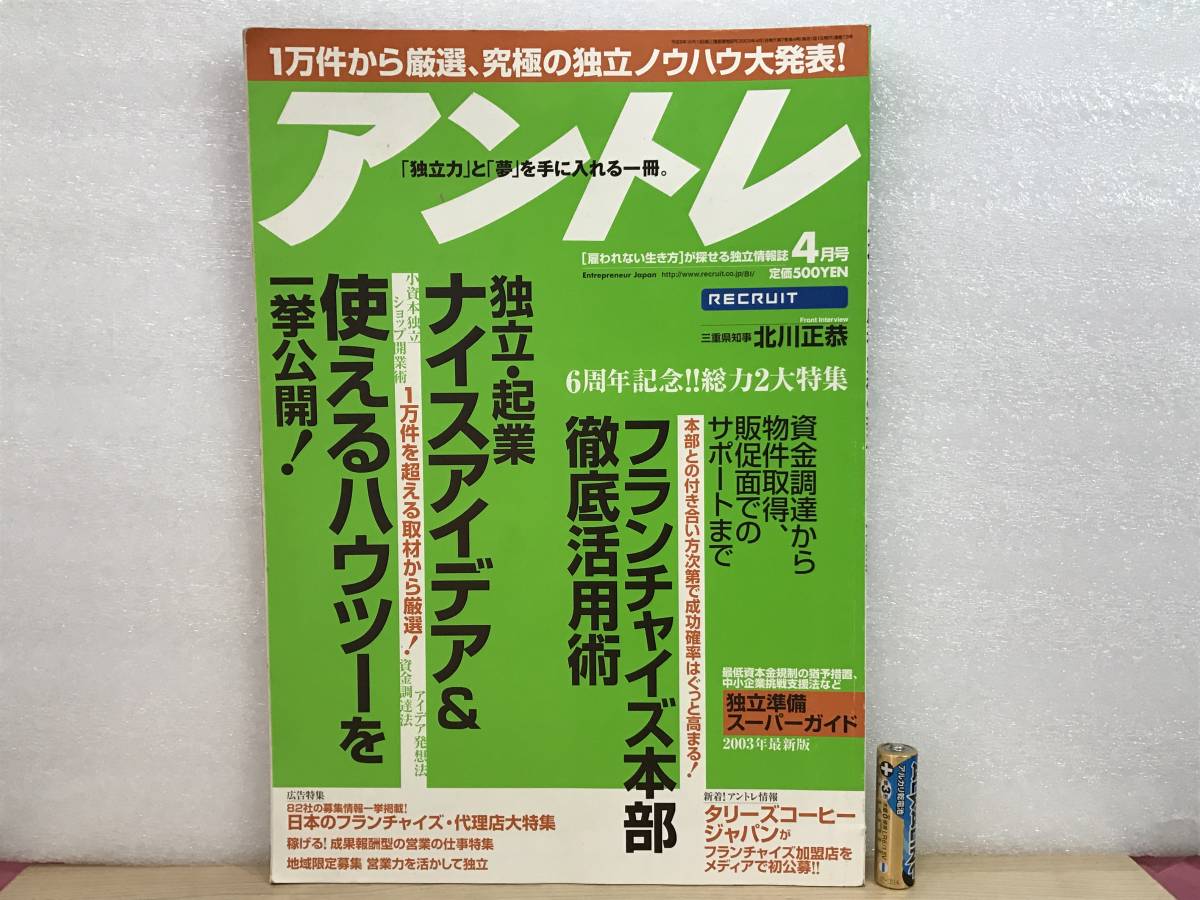 1万件から厳選、究極の独立ノウハウ大発表!
アントレ
「独立力」と「夢」を手に入れる一冊。
[雇われない生き方]が探せる独立情報誌
4月号
Entrepreneur Japan http://www.recruit.co.jp/BI/
定価500YEN
RECRUIT
Front Interview
三重県知事 北川正恭
6周年記念!!総力2大特集
資金調達から
物件取得、
販促面での
サポートまで
本部との付き合い方次第で成功確率はぐっと高まる!
フランチャイズ本部
徹底活用術
独立・起業
ナイスアイデア&
小資本独立
ショップ開業術
1万件を超える取材から厳選!
アイデア発想法
資金調達法
使えるハウツーを
一挙公開!
最低資本金規制の猶予措置、
中小企業挑戦支援法など
独立準備
スーパーガイド
2003年最新版
広告特集
82社の募集情報一挙掲載!
日本のフランチャイズ・代理店大特集
稼げる! 成果報酬型の営業の仕事特集
地域限定募集 営業力を活かして独立
新着! アントレ情報
タリーズコーヒー
ジャパンが
フランチャイズ加盟店を
メディアで初公募!!
アルカリ乾電池